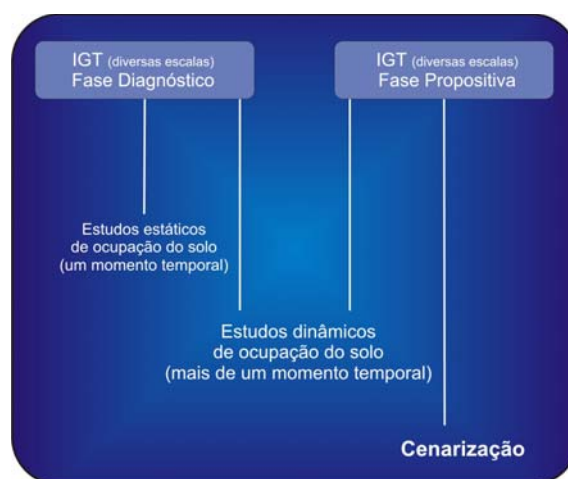 IGT (diversas escalas)
Fase Diagnóstico
IGT (diversas escalas)
Fase Propositiva
Estudos estáticos
de ocupação do solo
(um momento temporal)
Estudos dinâmicos
de ocupação do solo
(mais de um momento temporal)
Cenarização